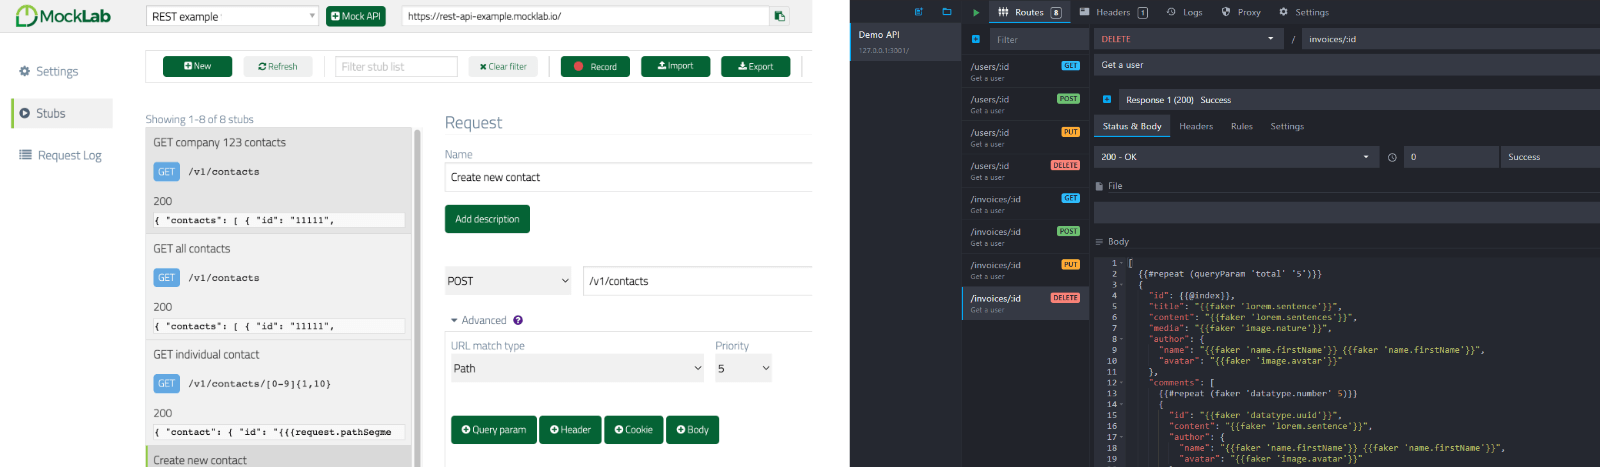 MockLab
REST example
Mock API
https://rest-api-example.mocklab.io/
Settings
Stubs
Request Log
New
Refresh
Filter stub list
Clear filter
Record
Import
Export
Showing 1-8 of 8 stubs
GET company 123 contacts
GET /v1/contacts
200
{ "contacts": [ { "id": "11111",
GET all contacts
GET /v1/contacts
200
{ "contacts": [ { "id": "11111",
GET individual contact
GET /v1/contacts/[0-9]{1,10}
200
{ "contact": { "id": "{{{request.pathSegme
Create new contact
Request
Name
Create new contact
Add description
POST /v1/contacts
Advanced ?
URL match type Priority
Path 5
Query param Header Cookie Body
Demo API
127.0.0.1:3001/
Routes 8 Headers 1 Logs Proxy Settings
Filter
/users/:id GET
Get a user
/users/:id POST
Get a user
/users/:id PUT
Get a user
/users/:id DELETE
Get a user
/invoices/:id GET
Get a user
/invoices/:id POST
Get a user
/invoices/:id PUT
Get a user
/invoices/:id DELETE
Get a user
DELETE / invoices/:id
Get a user
Response 1 (200) Success
Status & Body Headers Rules Settings
200 - OK 0 Success
File
Body
1 [
2 {{#repeat (queryParam 'total' '5')}}
3 {
4 "id": {{@index}},
5 "title": "{{faker 'lorem.sentence'}}",
6 "content": "{{faker 'lorem.sentences'}}",
7 "media": "{{faker 'image.nature'}}",
8 "author": {
9 "name": "{{faker 'name.firstName'}} {{faker 'name.firstName'}}",
10 "avatar": "{{faker 'image.avatar'}}"
11 },
12 "comments": [
13 {{#repeat (faker 'datatype.number' 5)}}
14 {
15 "id": "{{faker 'datatype.uuid'}}",
16 "content": "{{faker 'lorem.sentence'}}",
17 "author": {
18 "name": "{{faker 'name.firstName'}} {{faker 'name.firstName'}}",
19 "avatar": "{{faker 'image.avatar'}}"